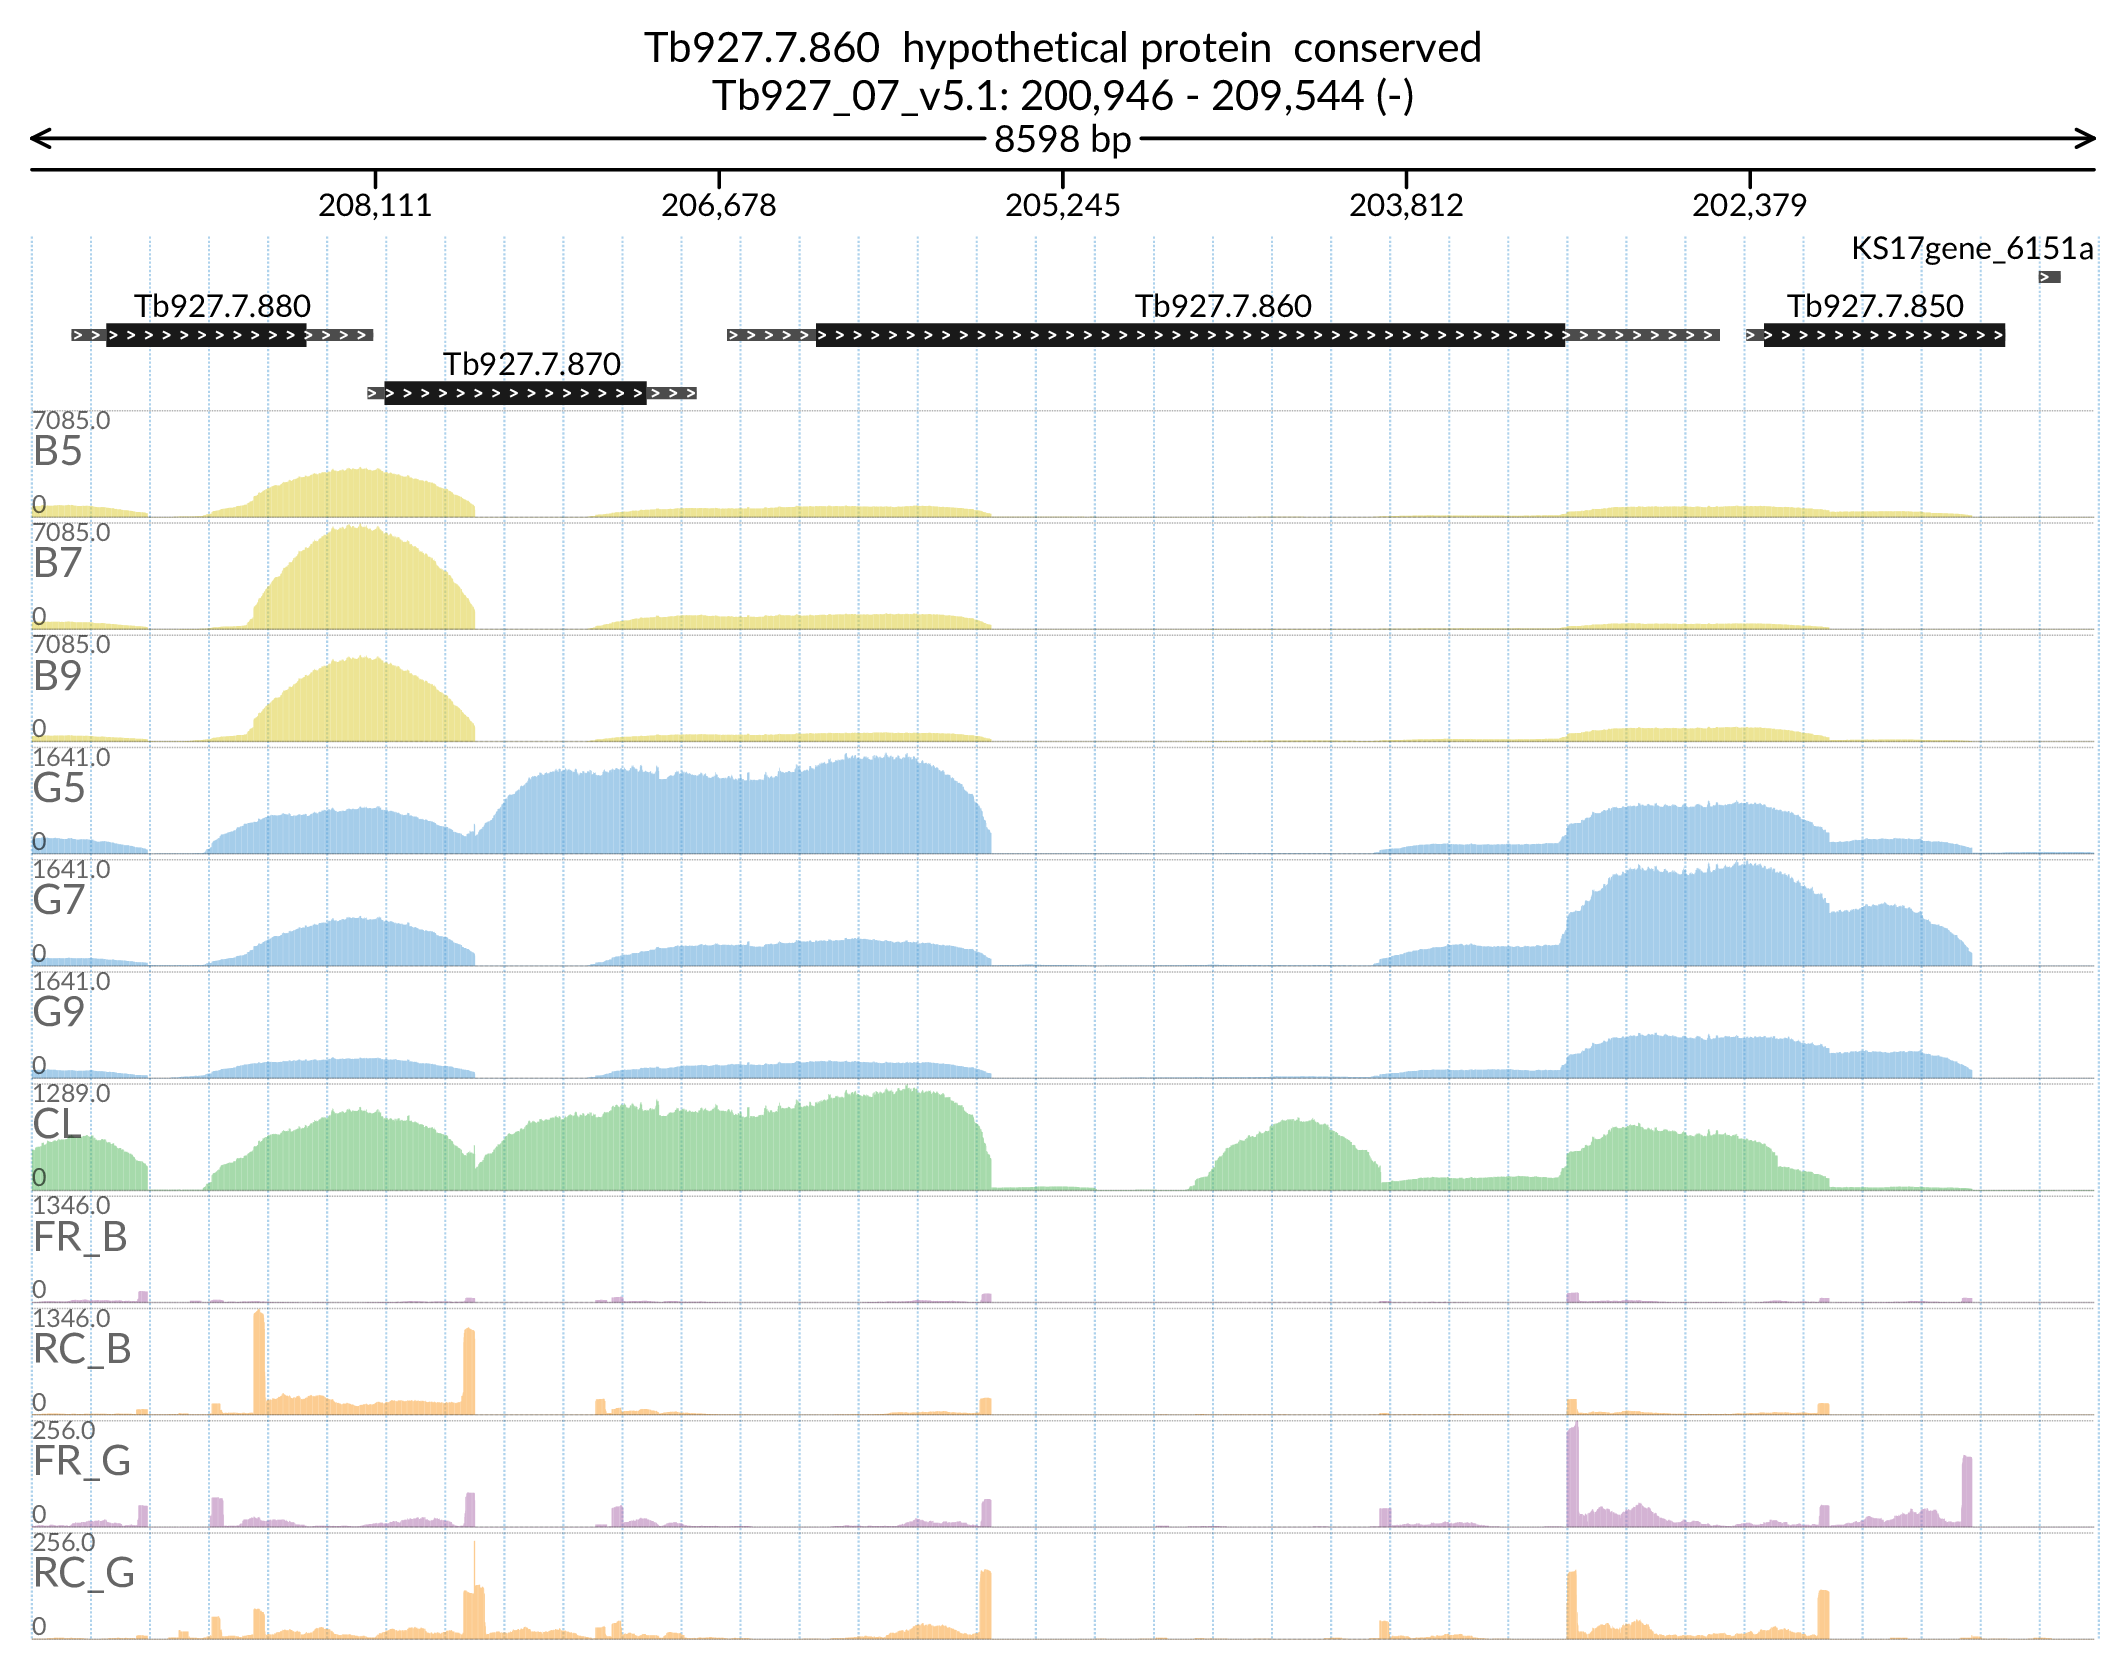 Tb927.7.860  hypothetical protein  conserved
Tb927_07_v5.1: 200,946 - 209,544 (-)
8598 bp
208,111 206,678 205,245 203,812 202,379
KS17gene_6151a
Tb927.7.880 Tb927.7.860 Tb927.7.850
Tb927.7.870
7085.0
B5
0
7085.0
B7
0
7085.0
B9
0
1641.0
G5
0
1641.0
G7
0
1641.0
G9
0
1289.0
CL
0
1346.0
FR_B
0
1346.0
RC_B
0
256.0
FR_G
0
256.0
RC_G
0